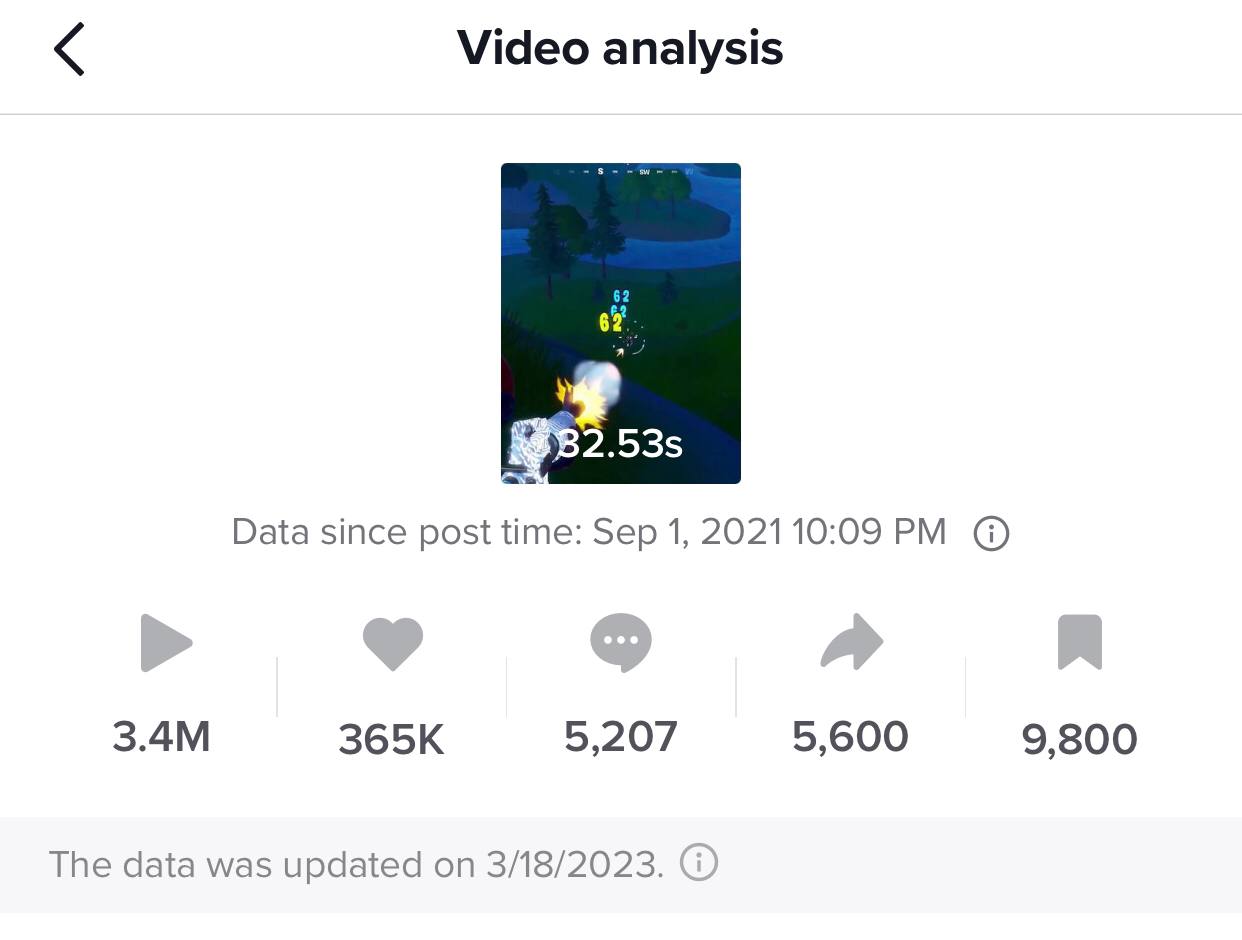 Video analysis
S SW W
62
62
62
32.53s
Data since post time: Sep 1, 2021 10:09 PM
3.4M 365K 5,207 5,600 9,800
The data was updated on 3/18/2023.